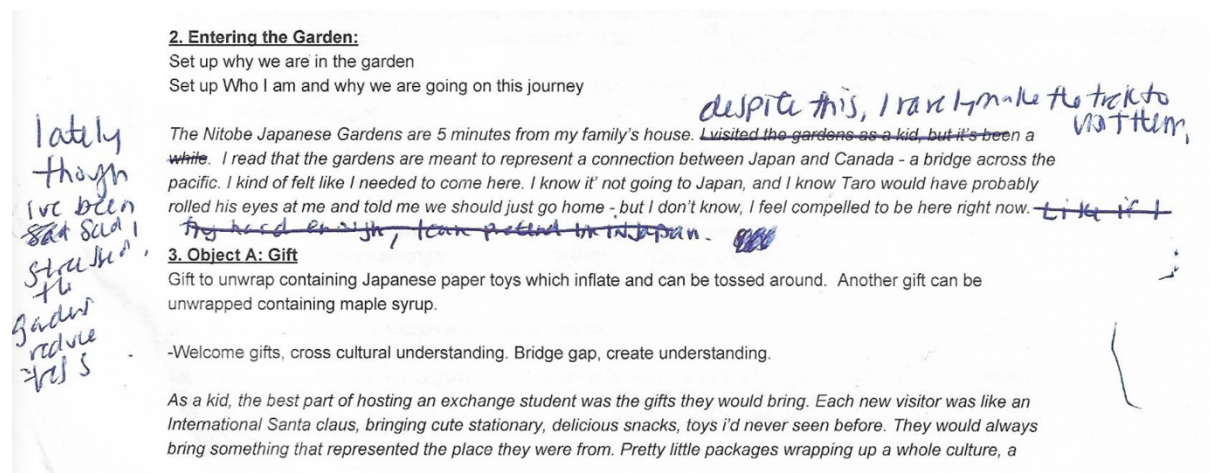 2. Entering the Garden:
Set up why we are in the garden
Set up Who I am and why we are going on this journey
despite this, I rarely make the trek to
visit them,
The Nitobe Japanese Gardens are 5 minutes from my family's house. I visited the gardens as a kid, but it's been a
while. I read that the gardens are meant to represent a connection between Japan and Canada - a bridge across the
pacific. I kind of felt like I needed to come here. I know it' not going to Japan, and I know Taro would have probably
rolled his eyes at me and told me we should just go home - but I don't know, I feel compelled to be here right now. Like if I
try hard enough, I can pretend I'm in Japan.
lately
though
ive been
sad
stressed,
the
reduce
3. Object A: Gift
Gift to unwrap containing Japanese paper toys which inflate and can be tossed around. Another gift can be
unwrapped containing maple syrup.
-Welcome gifts, cross cultural understanding. Bridge gap, create understanding.
As a kid, the best part of hosting an exchange student was the gifts they would bring. Each new visitor was like an
International Santa claus, bringing cute stationary, delicious snacks, toys i'd never seen before. They would always
bring something that represented the place they were from. Pretty little packages wrapping up a whole culture, a